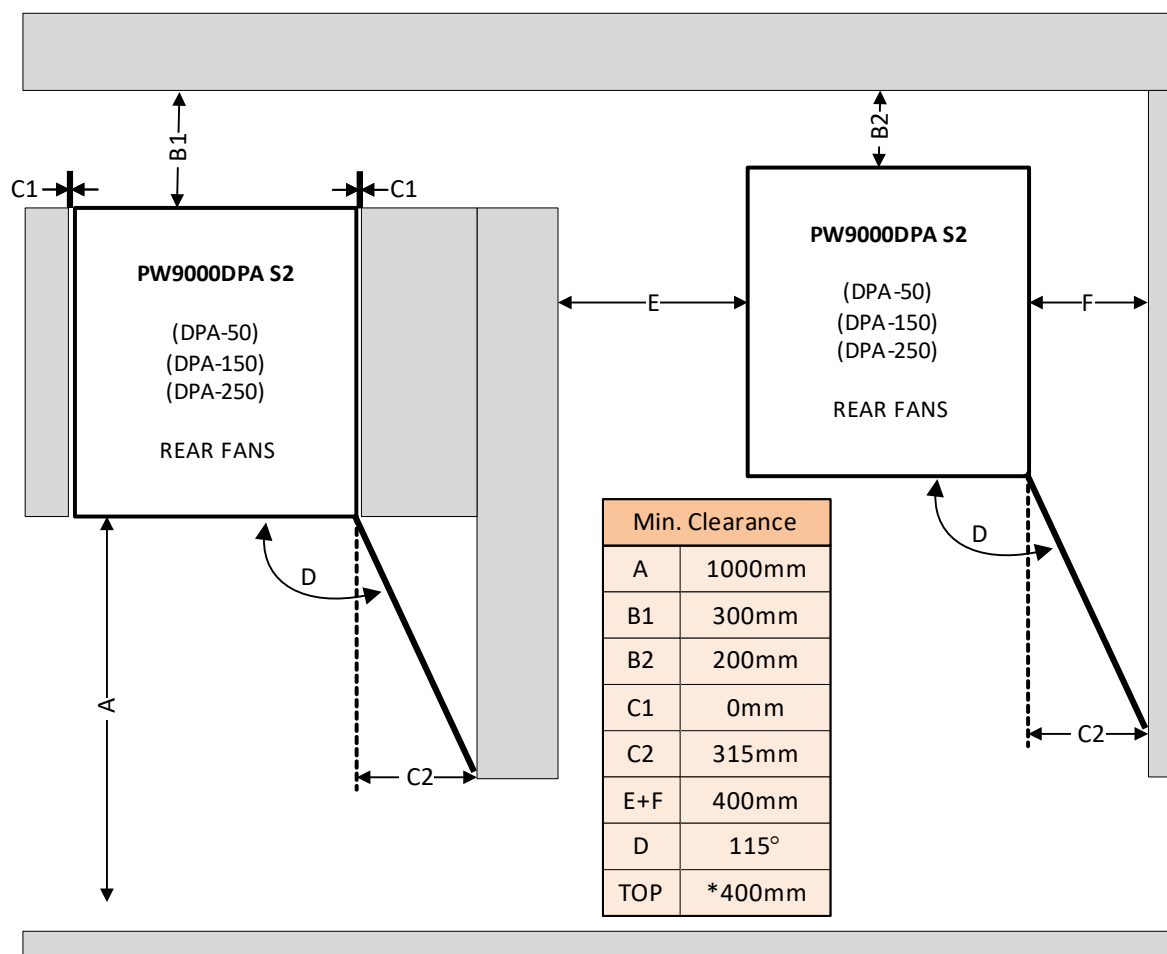 B1
B2
C1
C1
PW9000DPA S2
(DPA-50)
(DPA-150)
(DPA-250)
REAR FANS
E
PW9000DPA S2
(DPA-50)
(DPA-150)
(DPA-250)
REAR FANS
F
D
D
A
C2
C2
Min. Clearance
A 1000mm
B1 300mm
B2 200mm
C1 0mm
C2 315mm
E+F 400mm
D 115°
TOP *400mm